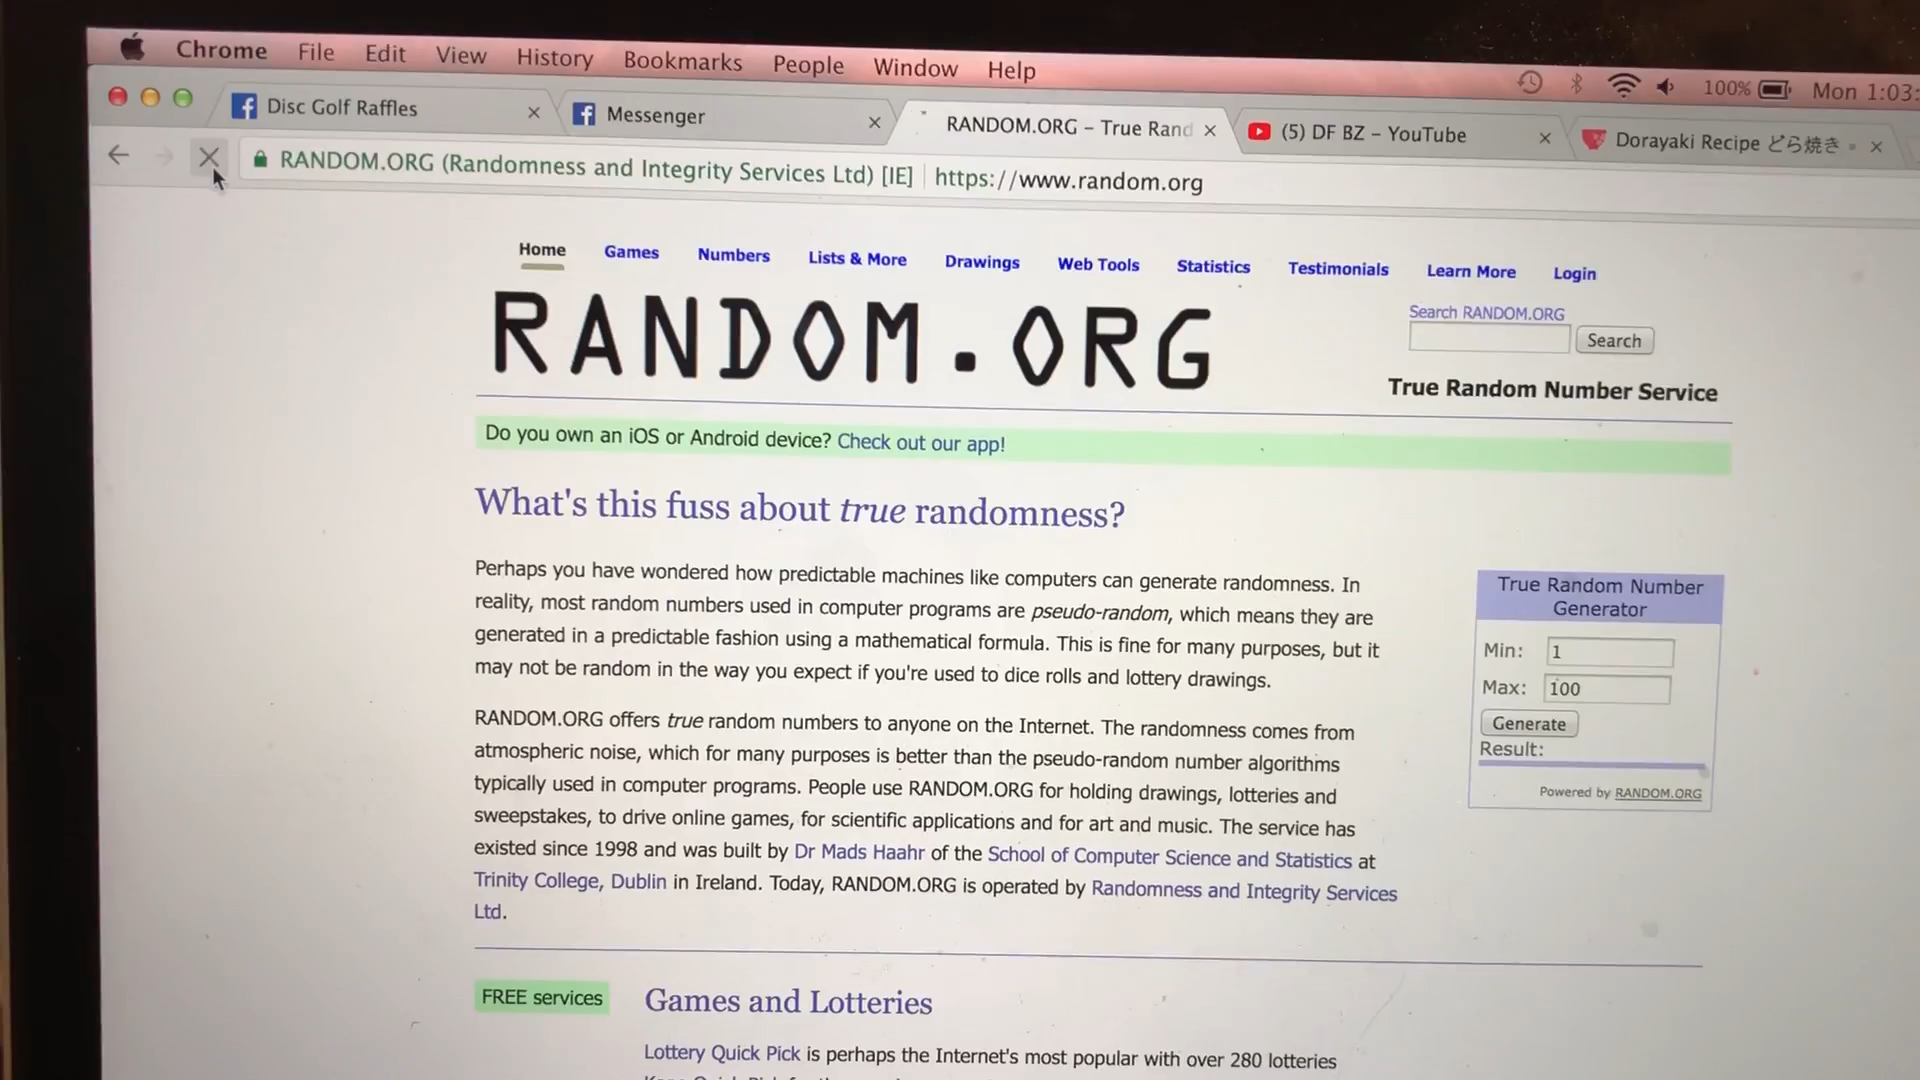 Chrome File Edit View History Bookmarks People Window Help 100% Mon 1:03:
Disc Golf Raffles Messenger RANDOM.ORG – True Rand (5) DF BZ – YouTube Dorayaki Recipe どら焼き
RANDOM.ORG (Randomness and Integrity Services Ltd) [IE] https://www.random.org
Home Games Numbers Lists & More Drawings Web Tools Statistics Testimonials Learn More Login
RANDOM.ORG
Search RANDOM.ORG
Search
True Random Number Service
Do you own an iOS or Android device? Check out our app!
What's this fuss about true randomness?
Perhaps you have wondered how predictable machines like computers can generate randomness. In
reality, most random numbers used in computer programs are pseudo-random, which means they are
generated in a predictable fashion using a mathematical formula. This is fine for many purposes, but it
may not be random in the way you expect if you're used to dice rolls and lottery drawings.
RANDOM.ORG offers true random numbers to anyone on the Internet. The randomness comes from
atmospheric noise, which for many purposes is better than the pseudo-random number algorithms
typically used in computer programs. People use RANDOM.ORG for holding drawings, lotteries and
sweepstakes, to drive online games, for scientific applications and for art and music. The service has
existed since 1998 and was built by Dr Mads Haahr of the School of Computer Science and Statistics at
Trinity College, Dublin in Ireland. Today, RANDOM.ORG is operated by Randomness and Integrity Services
Ltd.
True Random Number
Generator
Min: 1
Max: 100
Generate
Result:
Powered by RANDOM.ORG
FREE services
Games and Lotteries
Lottery Quick Pick is perhaps the Internet's most popular with over 280 lotteries